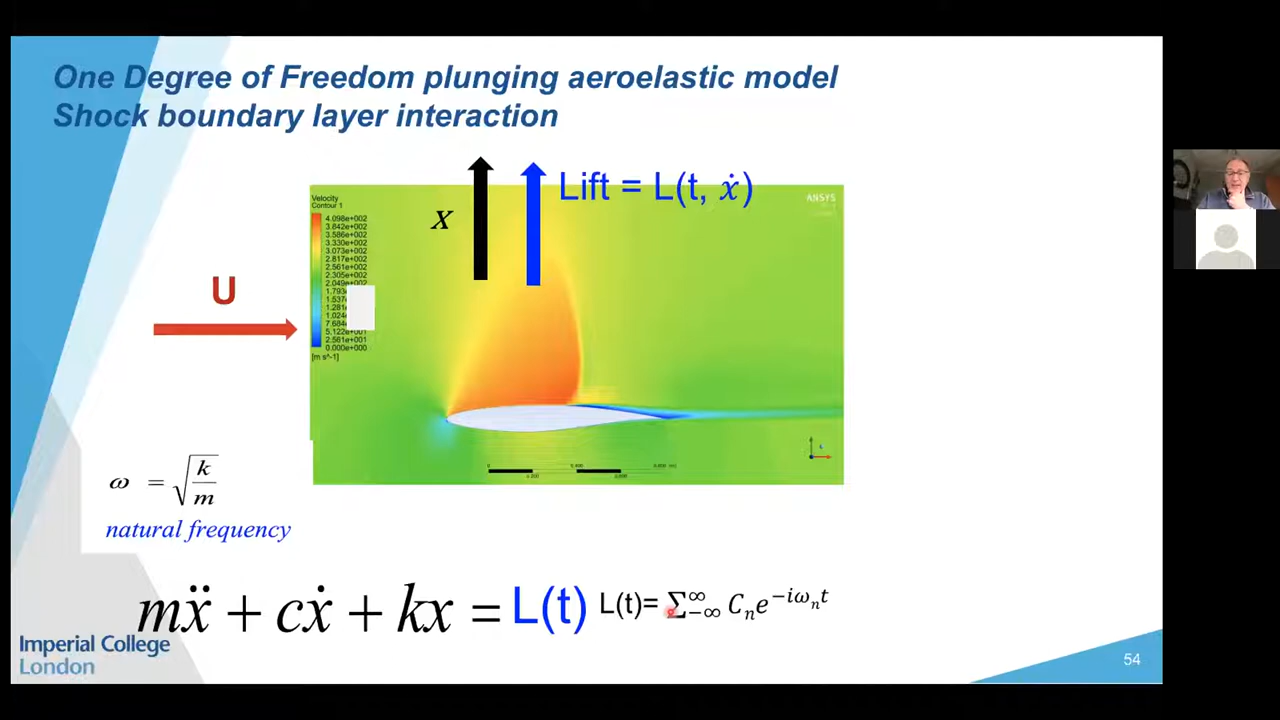 One Degree of Freedom plunging aeroelastic model
Shock boundary layer interaction
Lift = L(t, ẋ)
x
U
Velocity
Contour 1
4.098e+002
3.842e+002
3.586e+002
3.330e+002
3.073e+002
2.817e+002
2.561e+002
2.305e+002
2.049e+002
1.793
1.537
1.281
1.024
7.684
5.122e+001
2.561e+001
0.000e+000
[m s^-1]
ANSYS
0
(m)
ω = √k/m
natural frequency
mẍ + cẋ + kx = L(t) L(t)= ∑∞−∞ Cₙe^−iωₙt
Imperial College
London
54